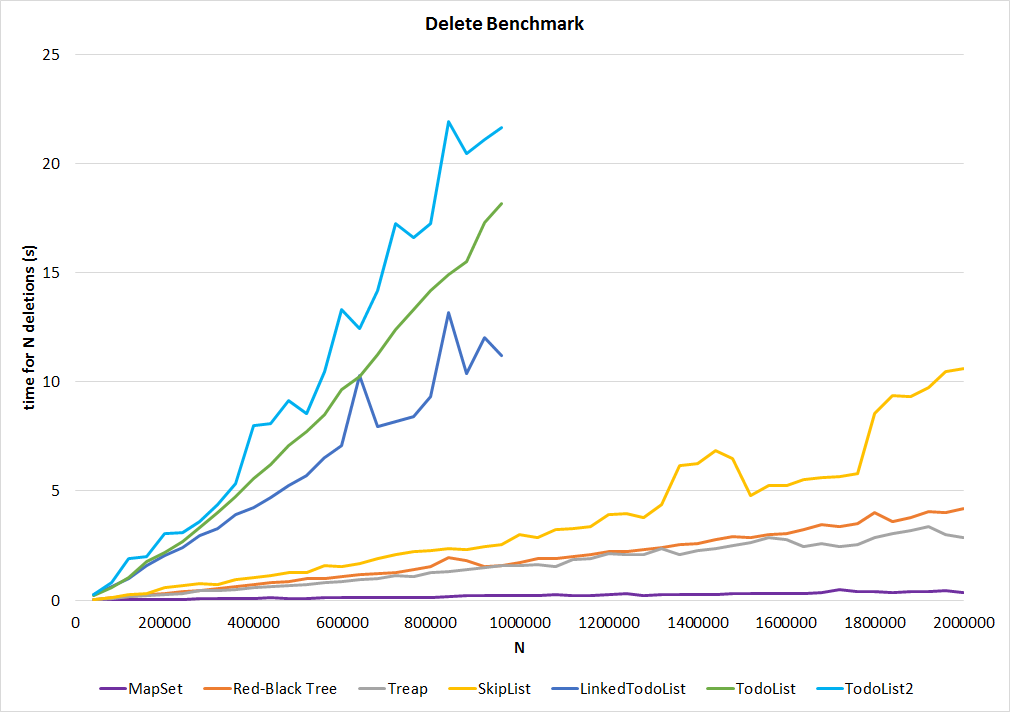 Delete Benchmark
25
20
15
10
5
0
time for N deletions (s)
0 200000 400000 600000 800000 1000000 1200000 1400000 1600000 1800000 2000000
N
MapSet Red-Black Tree Treap SkipList LinkedTodoList TodoList TodoList2